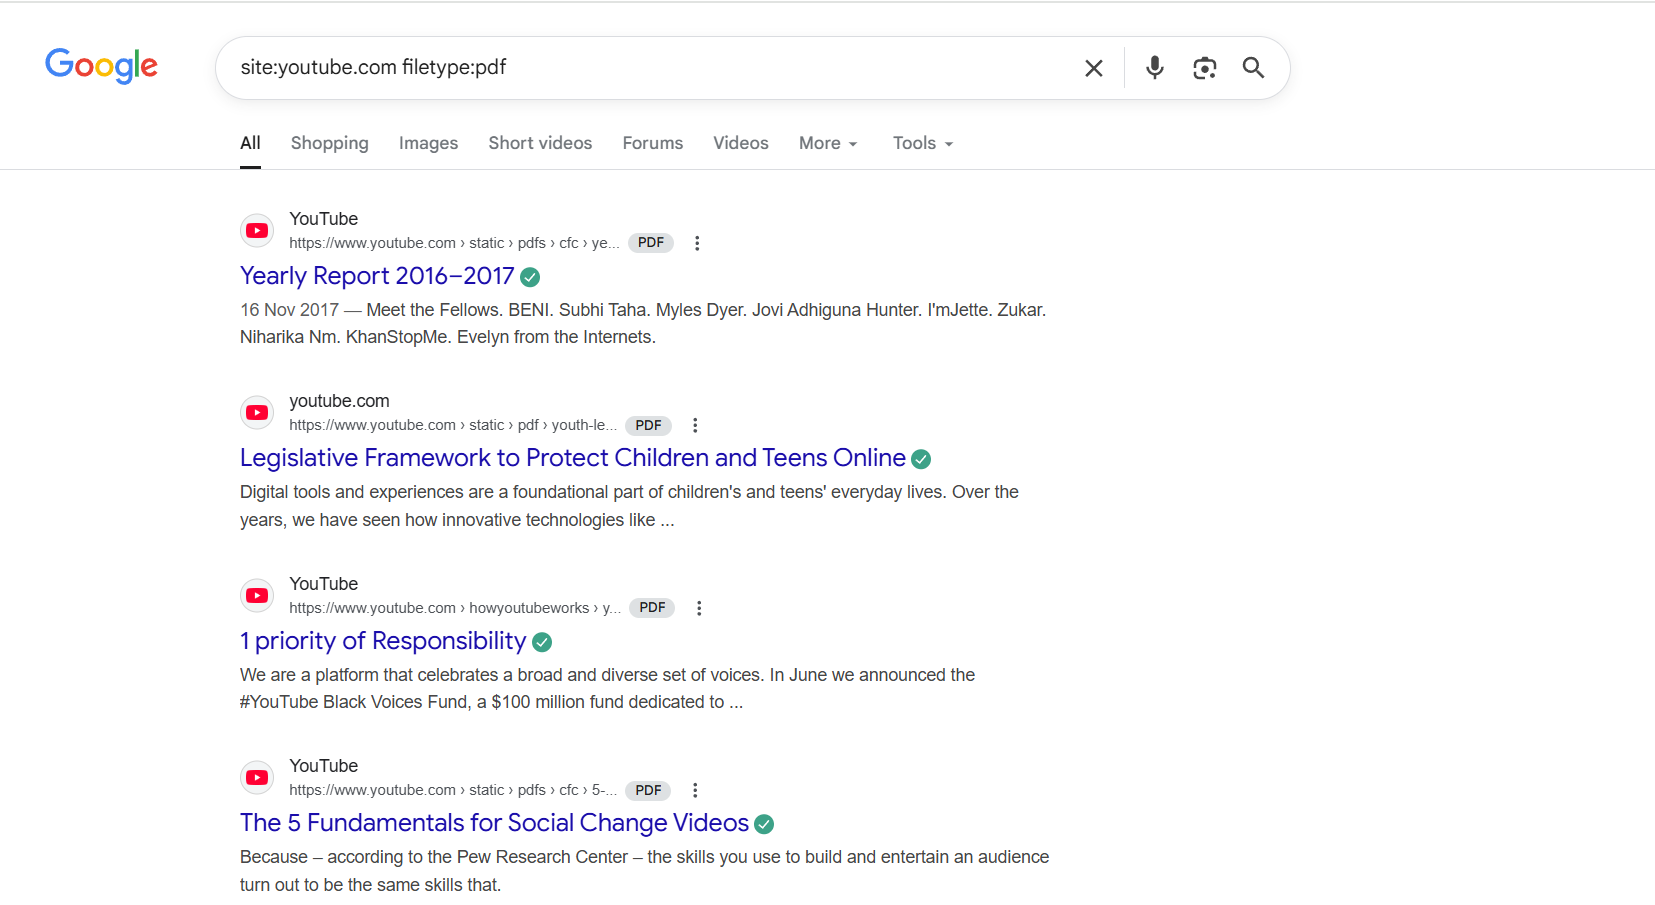 Google
site:youtube.com filetype:pdf
All Shopping Images Short videos Forums Videos More Tools
YouTube
https://www.youtube.com › static › pdfs › cfc › ye... PDF
Yearly Report 2016–2017
16 Nov 2017 — Meet the Fellows. BENI. Subhi Taha. Myles Dyer. Jovi Adhiguna Hunter. I'mJette. Zukar.
Niharika Nm. KhanStopMe. Evelyn from the Internets.
youtube.com
https://www.youtube.com › static › pdf › youth-le... PDF
Legislative Framework to Protect Children and Teens Online
Digital tools and experiences are a foundational part of children's and teens' everyday lives. Over the
years, we have seen how innovative technologies like ...
YouTube
https://www.youtube.com › howyoutubeworks › y... PDF
1 priority of Responsibility
We are a platform that celebrates a broad and diverse set of voices. In June we announced the
#YouTube Black Voices Fund, a $100 million fund dedicated to ...
YouTube
https://www.youtube.com › static › pdfs › cfc › 5-... PDF
The 5 Fundamentals for Social Change Videos
Because – according to the Pew Research Center – the skills you use to build and entertain an audience
turn out to be the same skills that.